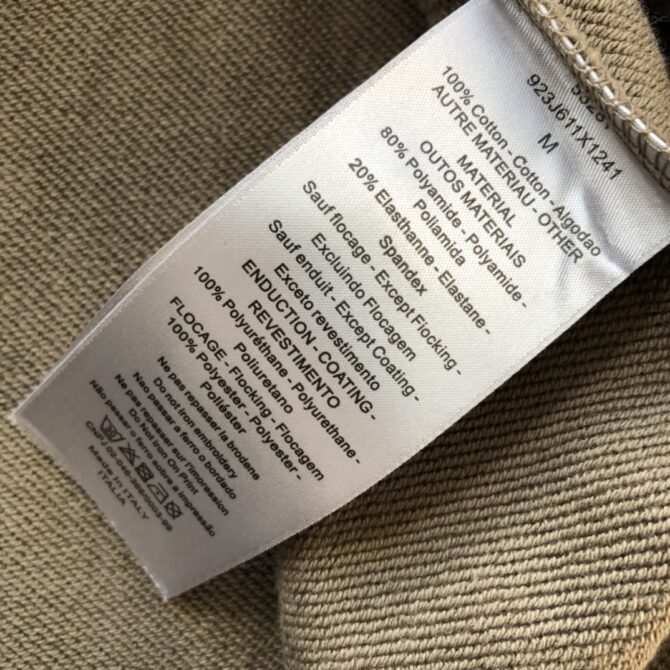 923J611X1241
M
100% Cotton - Cotton - Algodao
AUTRE MATERIAU - OTHER
MATERIAL
OUTOS MATERIAIS
80% Polyamide - Polyamide -
Poliamida
20% Elasthanne - Elastane -
Spandex
Sauf flocage - Except Flocking -
Excluindo Flocagem
Sauf enduit - Except Coating -
Exceto revestimento
ENDUCTION - COATING -
REVESTIMENTO
100% Polyuréthane - Polyurethane -
Poliuretano
FLOCAGE - Flocking - Flocagem
100% Polyester - Polyester -
Poliéster
Ne pas repasser la broderie
Do not Iron embroidery
Nao passar a ferro o bordado
Ne pas repasser sur l'impression
Do Not Iron On Print
Não passar o ferro sobre a impressão
Made in ITALY
ITALIA